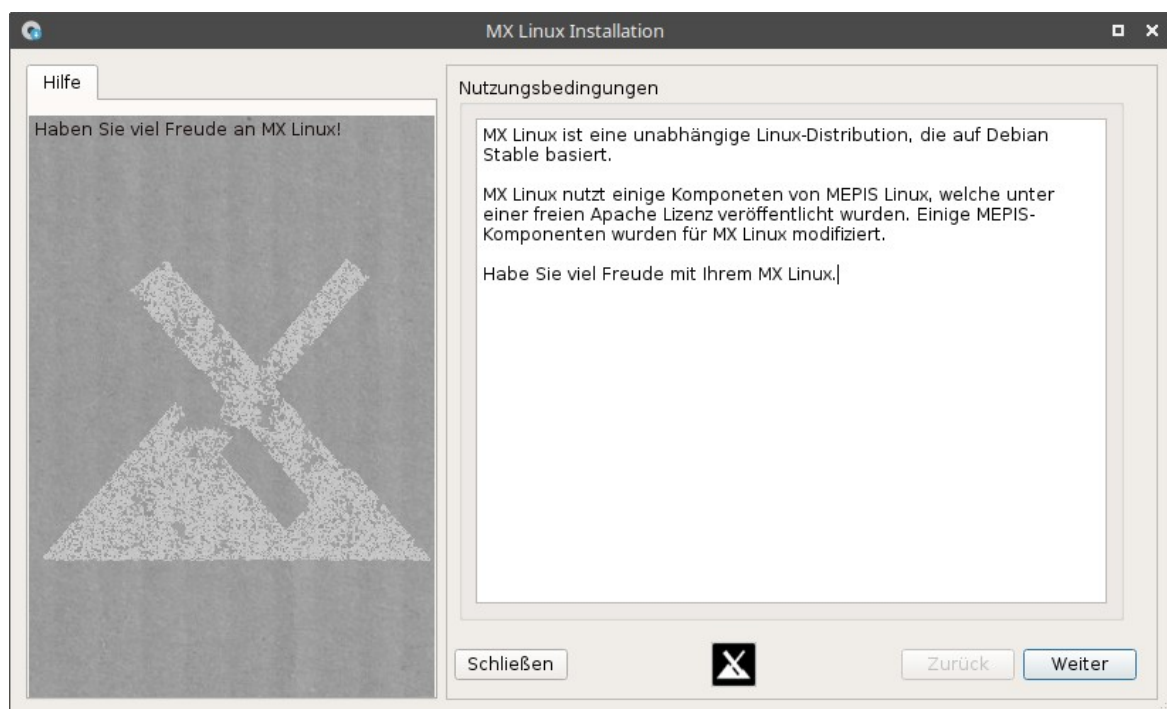 MX Linux Installation
Hilfe
Haben Sie viel Freude an MX Linux!
Nutzungsbedingungen
MX Linux ist eine unabhängige Linux-Distribution, die auf Debian
Stable basiert.
MX Linux nutzt einige Komponeten von MEPIS Linux, welche unter
einer freien Apache Lizenz veröffentlicht wurden. Einige MEPIS-
Komponenten wurden für MX Linux modifiziert.
Habe Sie viel Freude mit Ihrem MX Linux.
Schließen
Zurück
Weiter